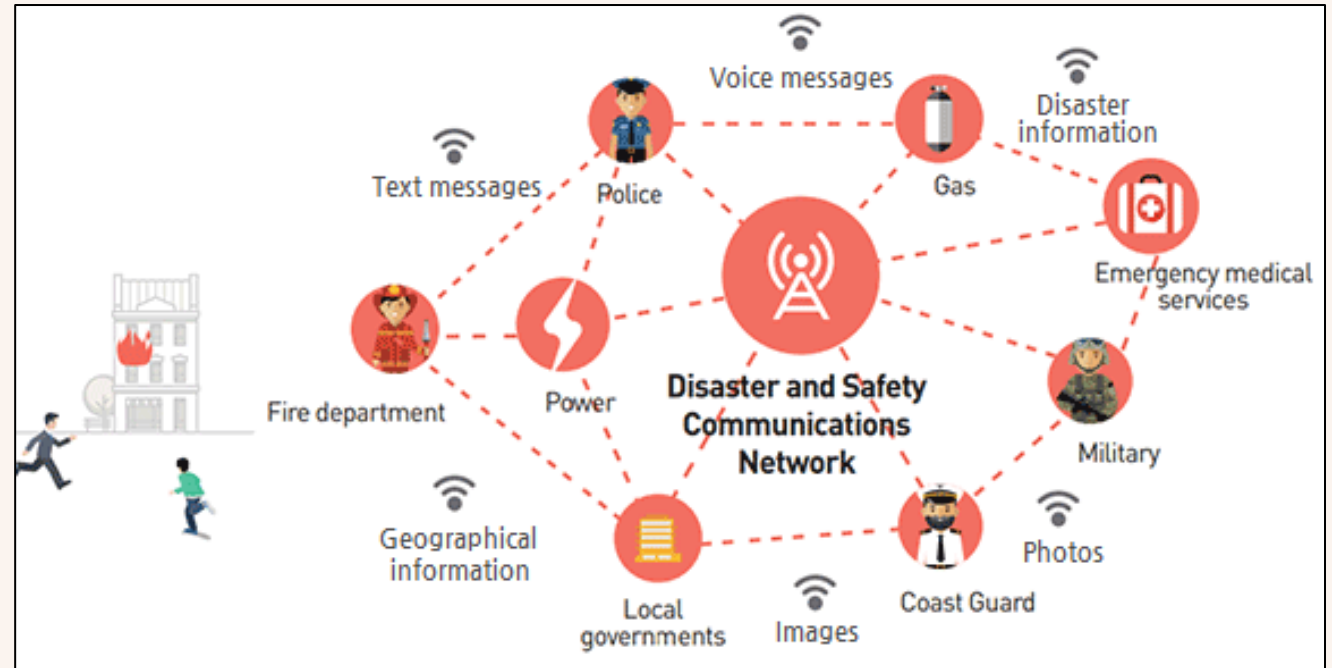 Voice messages
Disaster
information
Text messages
Police
Gas
Emergency medical
services
Fire department
Power
Disaster and Safety
Communications
Network
Military
Geographical
information
Local
governments
Images
Coast Guard
Photos